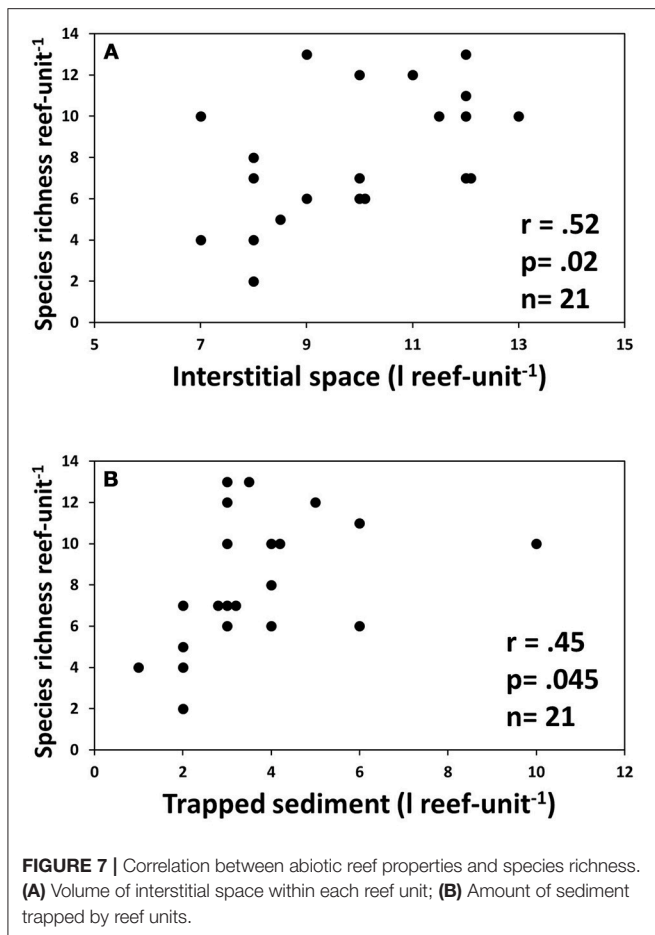 A
Species richness reef-unit⁻¹
14
12
10
8
6
4
2
0
5 7 9 11 13 15
r = .52
p= .02
n= 21
Interstitial space (l reef-unit⁻¹)
B
Species richness reef-unit⁻¹
14
12
10
8
6
4
2
0
0 2 4 6 8 10 12
r = .45
p= .045
n= 21
Trapped sediment (l reef-unit⁻¹)
FIGURE 7 | Correlation between abiotic reef properties and species richness.
(A) Volume of interstitial space within each reef unit; (B) Amount of sediment
trapped by reef units.